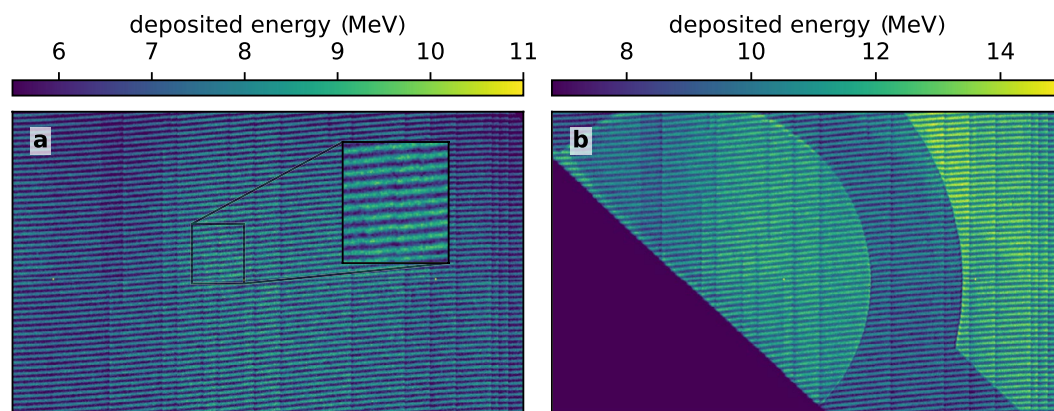 deposited energy (MeV)
6 7 8 9 10 11
deposited energy (MeV)
8 10 12 14
a
b